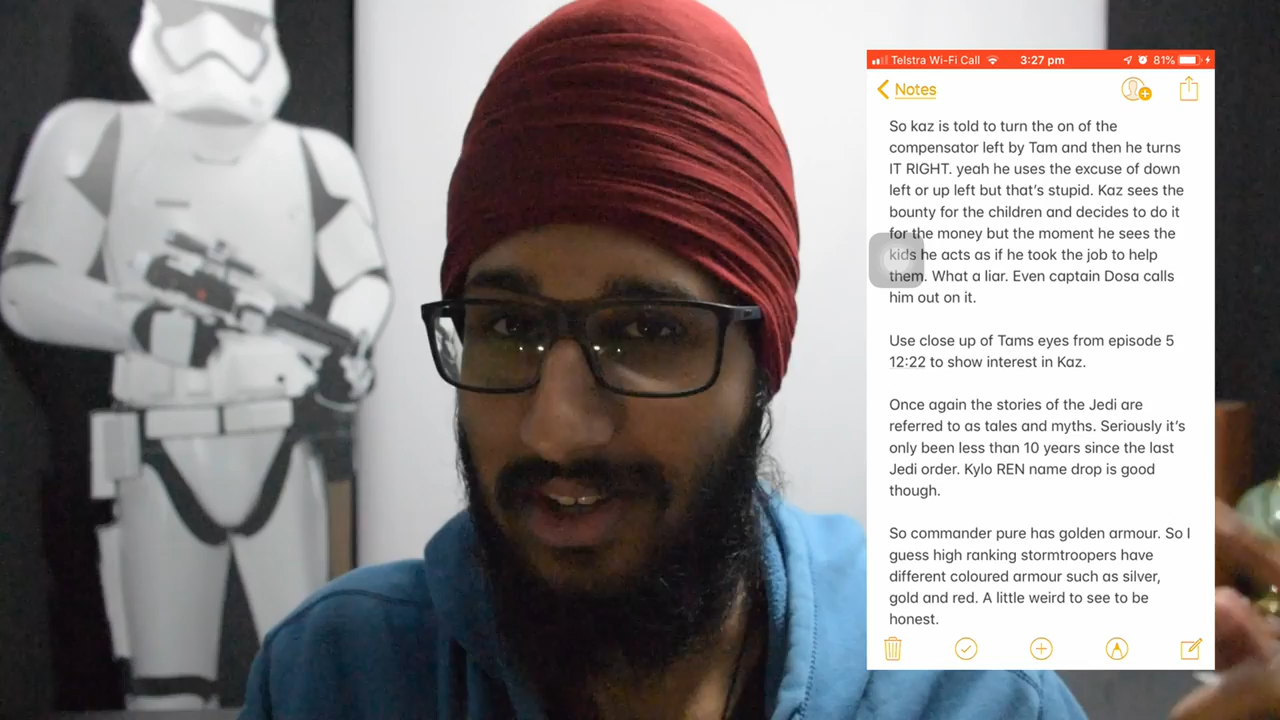 Telstra Wi-Fi Call 3:27 pm 81%
Notes
So kaz is told to turn the on of the
compensator left by Tam and then he turns
IT RIGHT. yeah he uses the excuse of down
left or up left but that's stupid. Kaz sees the
bounty for the children and decides to do it
for the money but the moment he sees the
kids he acts as if he took the job to help
them. What a liar. Even captain Dosa calls
him out on it.
Use close up of Tams eyes from episode 5
12:22 to show interest in Kaz.
Once again the stories of the Jedi are
referred to as tales and myths. Seriously it's
only been less than 10 years since the last
Jedi order. Kylo REN name drop is good
though.
So commander pure has golden armour. So I
guess high ranking stormtroopers have
different coloured armour such as silver,
gold and red. A little weird to see to be
honest.